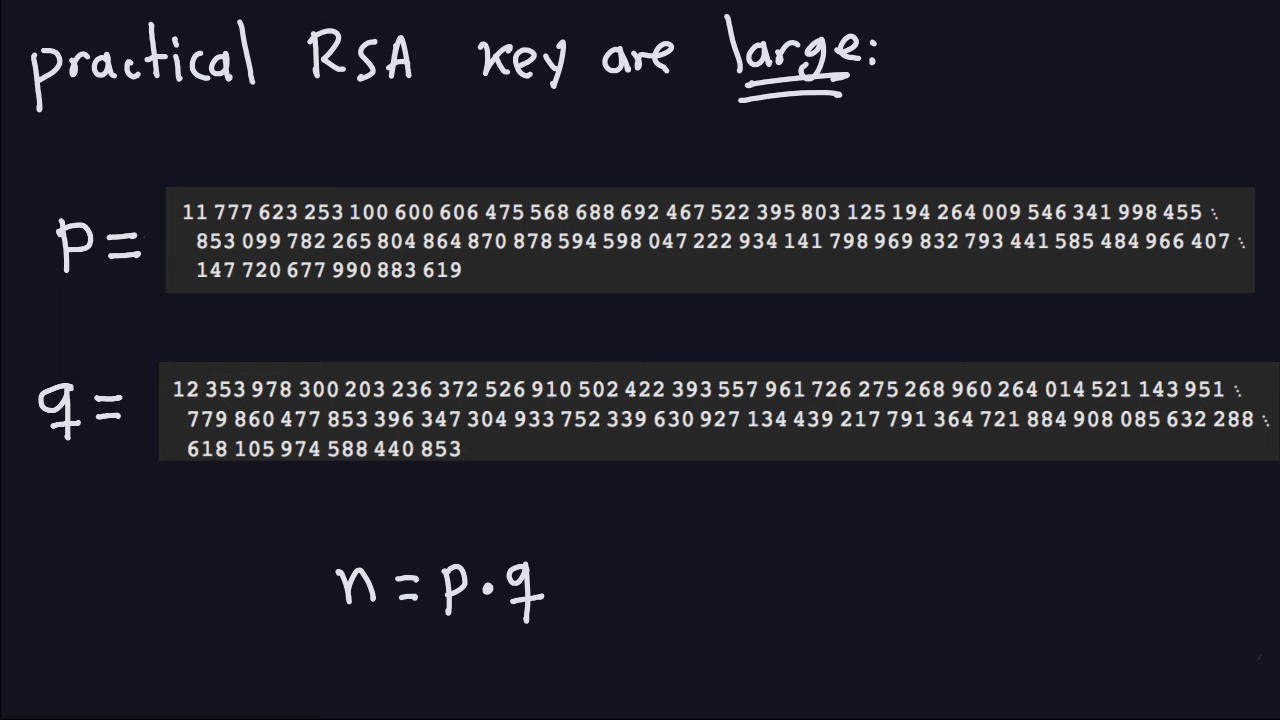 practical RSA key are large:
p =
11 777 623 253 100 600 606 475 568 688 692 467 522 395 803 125 194 264 009 546 341 998 455 ⋱
853 099 782 265 804 864 870 878 594 598 047 222 934 141 798 969 832 793 441 585 484 966 407 ⋱
147 720 677 990 883 619
q =
12 353 978 300 203 236 372 526 910 502 422 393 557 961 726 275 268 960 264 014 521 143 951 ⋱
779 860 477 853 396 347 304 933 752 339 630 927 134 439 217 791 364 721 884 908 085 632 288 ⋱
618 105 974 588 440 853
n = p · q